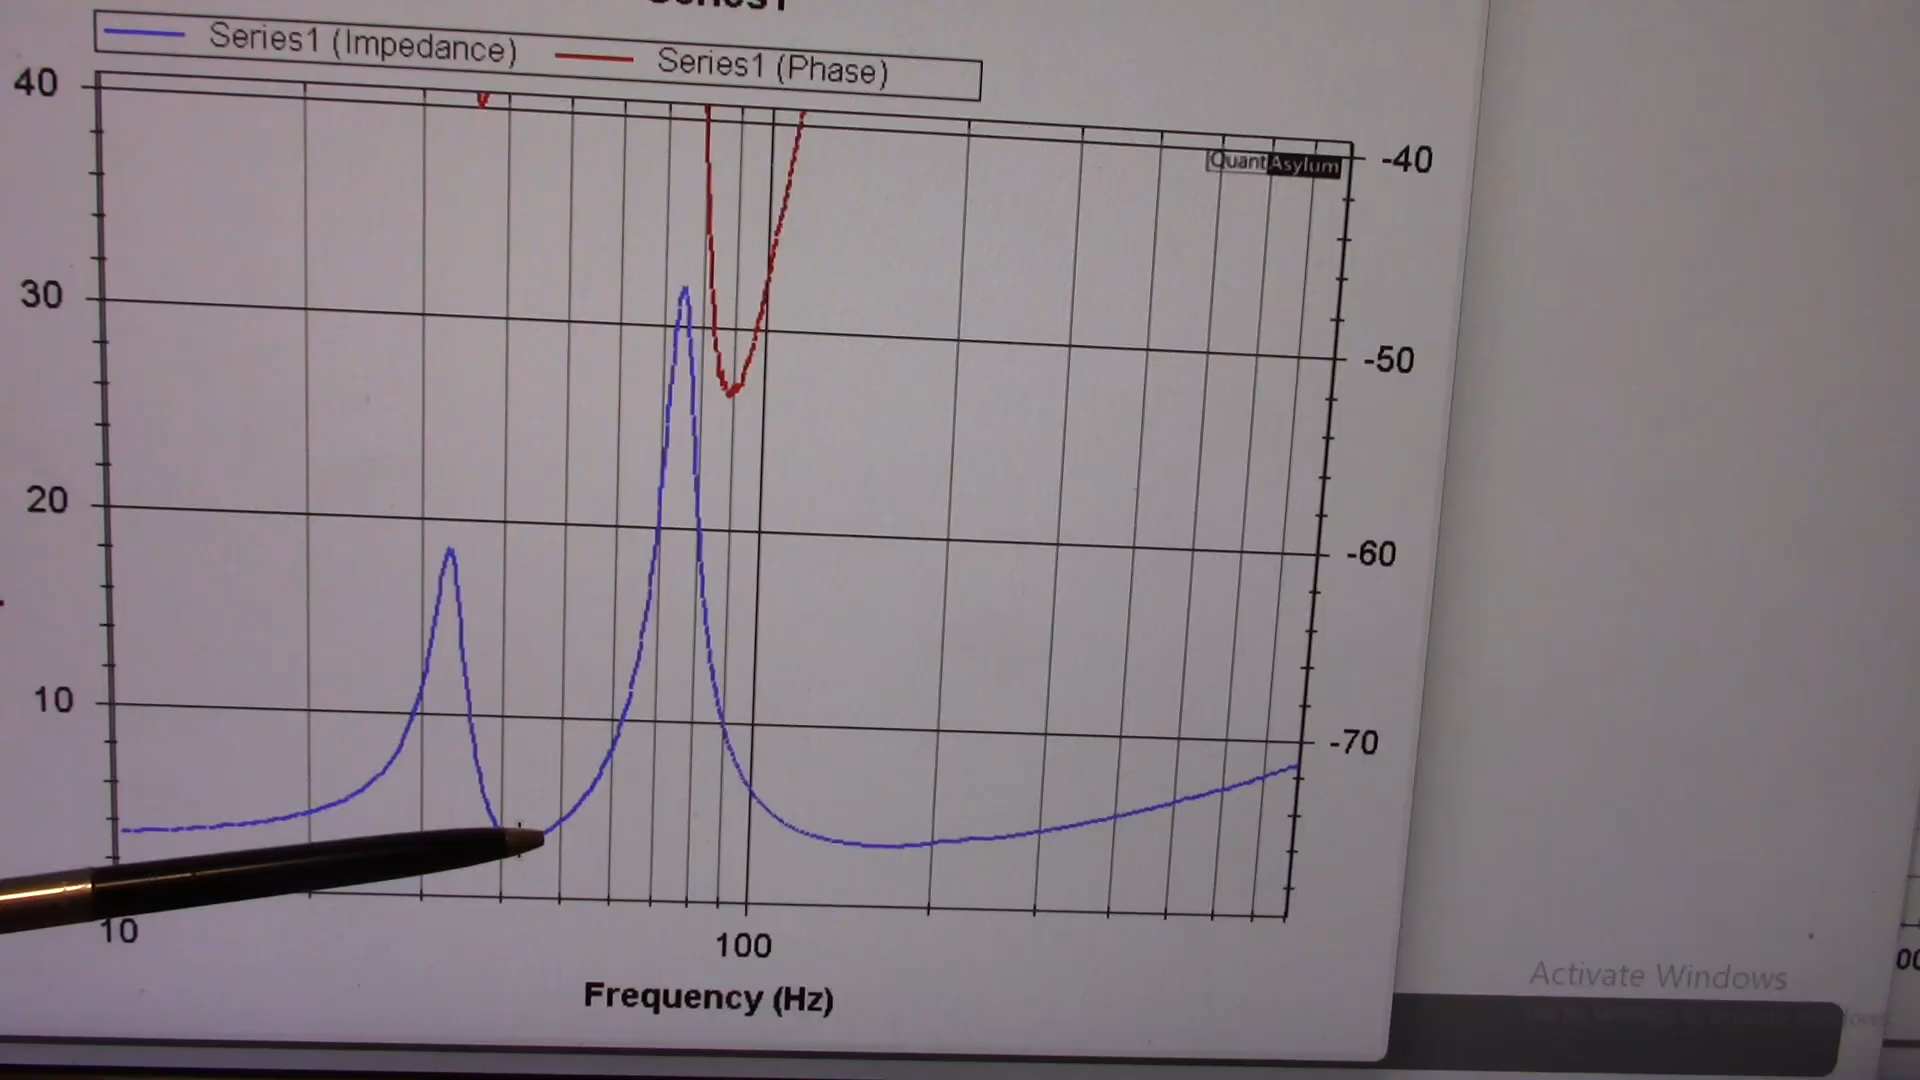 Series1 (Impedance) Series1 (Phase)
40
30
20
10
-40
-50
-60
-70
QuantAsylum
10 100
Frequency (Hz)
Activate Windows